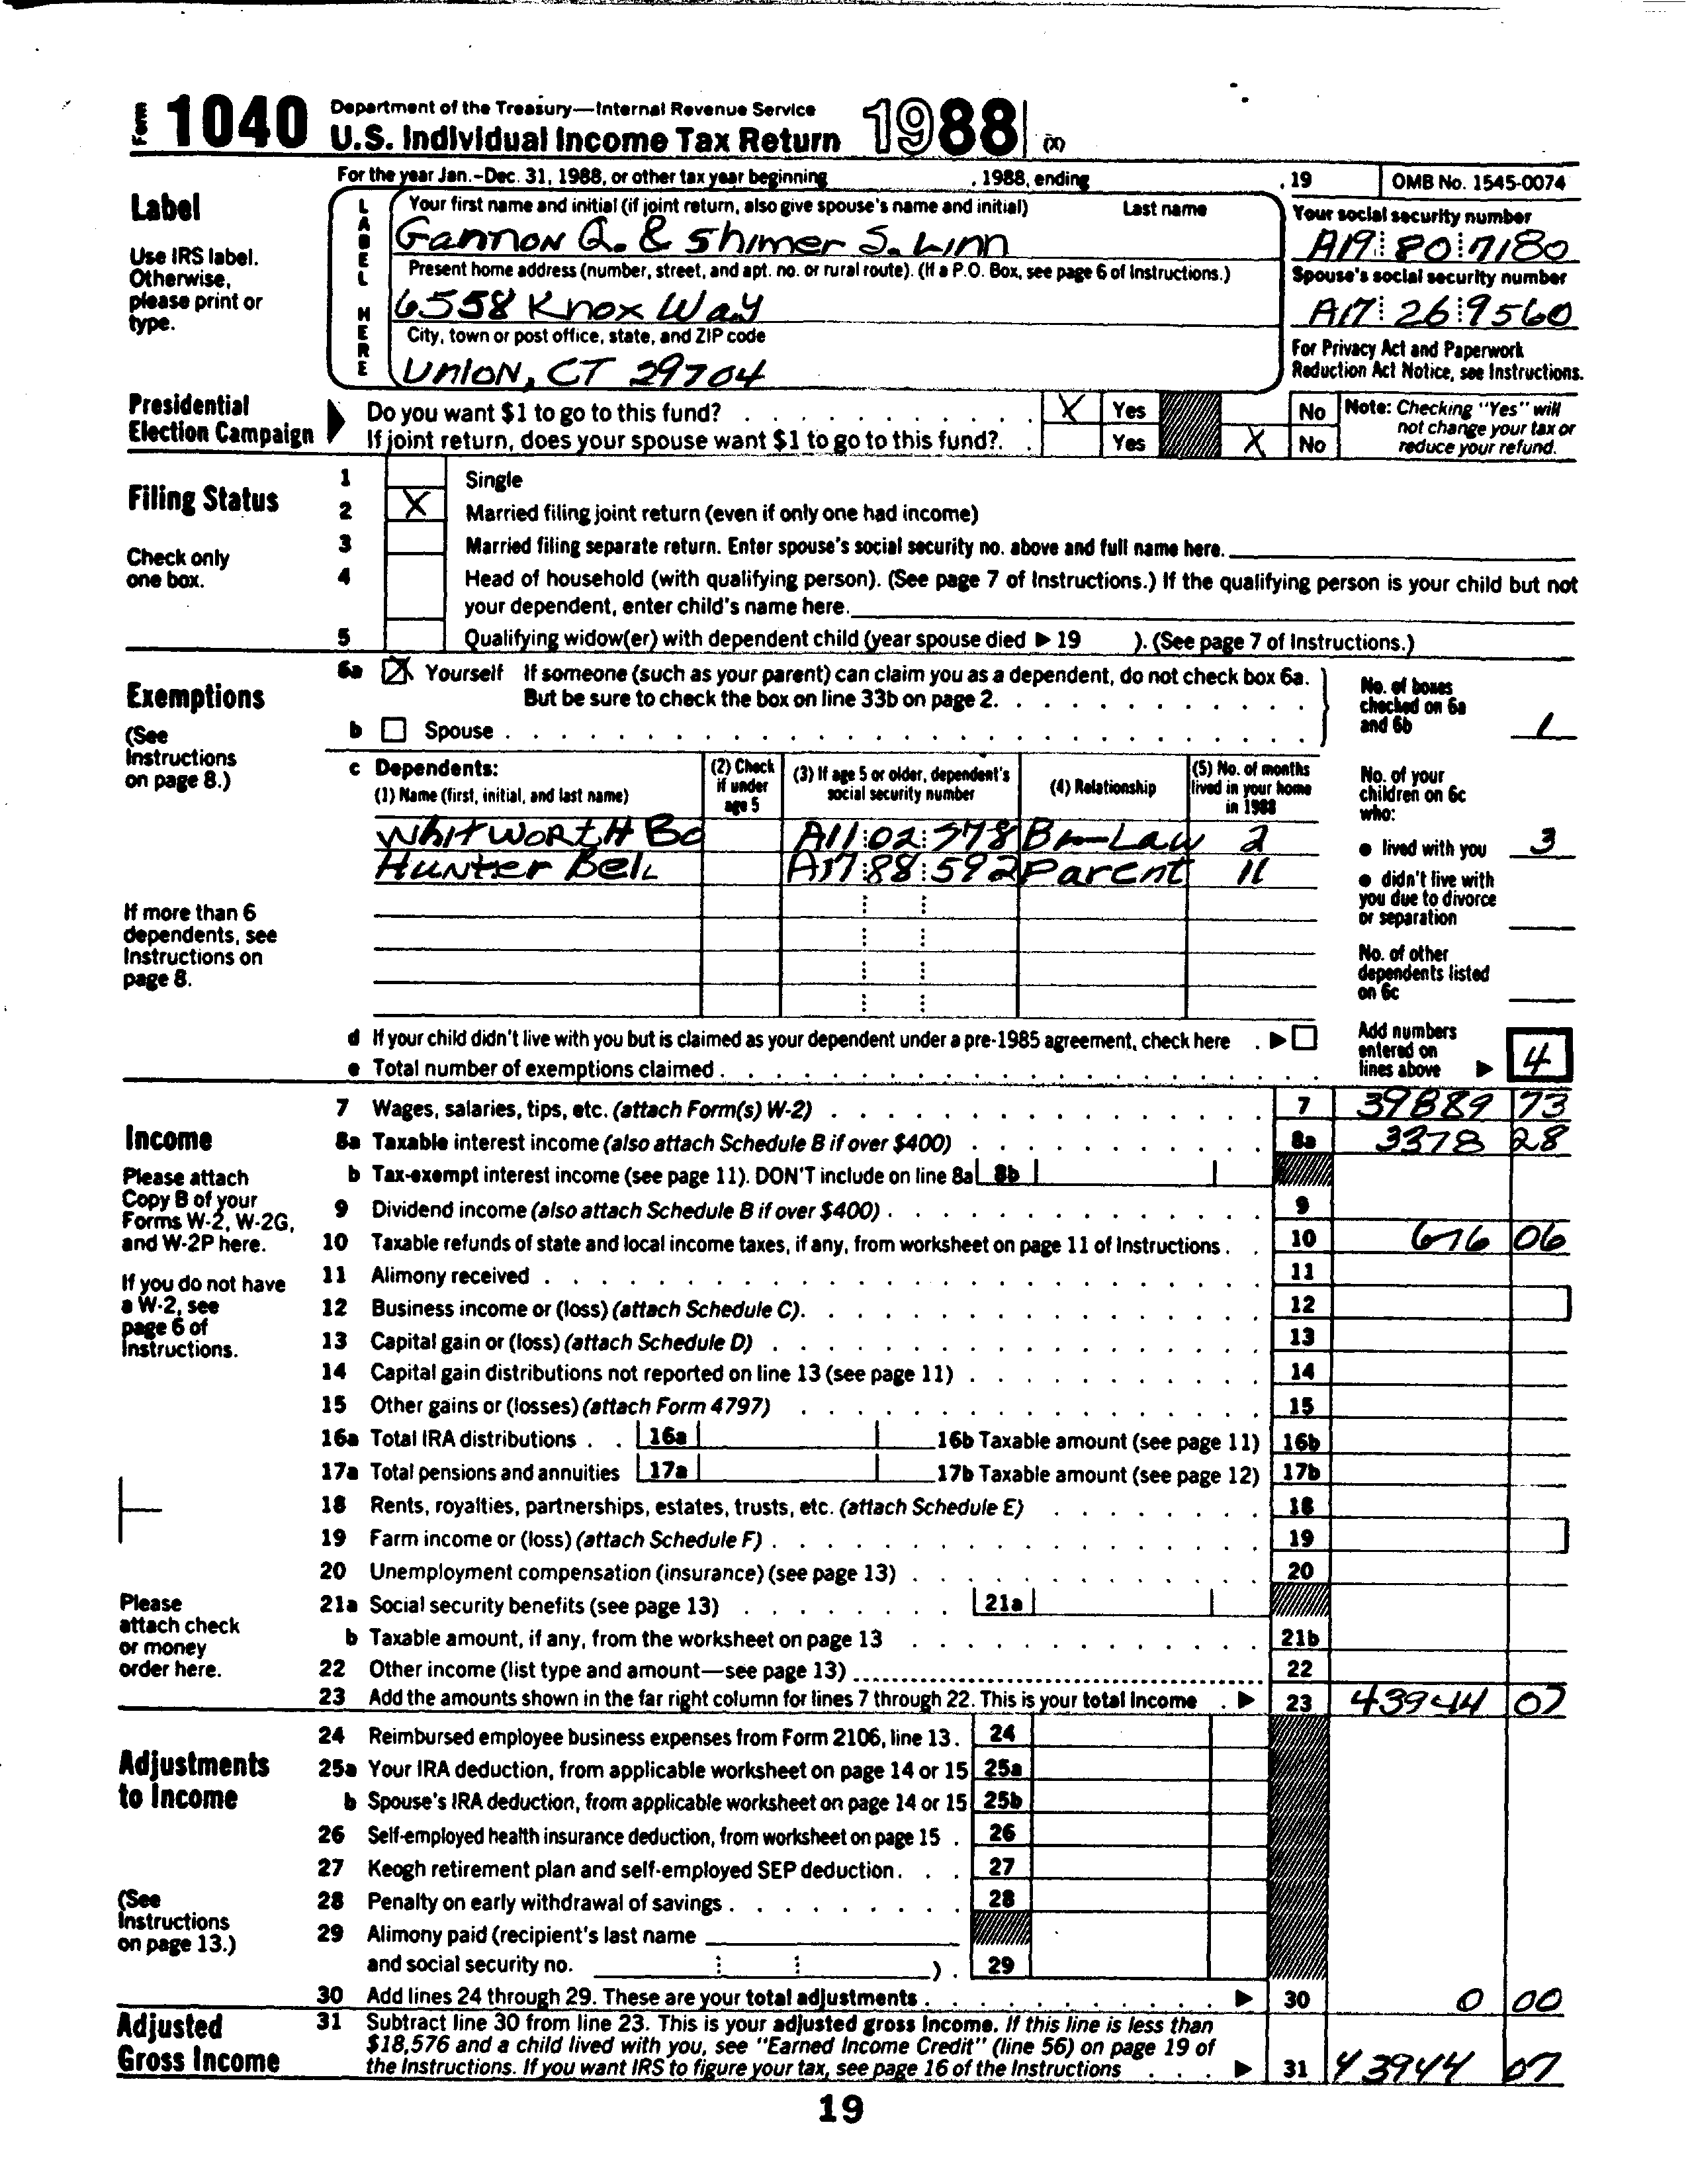 Form 1040 Department of the Treasury—Internal Revenue Service
U.S. Individual Income Tax Return 1988 (X)
For the year Jan.-Dec. 31, 1988, or other tax year beginning , 1988, ending , 19 OMB No. 1545-0074
Label
Use IRS label.
Otherwise,
please print or
type.
LABEL HERE
Your first name and initial (if joint return, also give spouse's name and initial) Last name
Gannon Q. & Shimer S. Linn
Present home address (number, street, and apt. no. or rural route). (If a P.O. Box, see page 6 of Instructions.)
6558 Knox Way
City, town or post office, state, and ZIP code
Union, CT 29704
Your social security number
A19 80 7180
Spouse's social security number
A17 26 9560
For Privacy Act and Paperwork
Reduction Act Notice, see Instructions.
Presidential
Election Campaign
Do you want $1 to go to this fund? X Yes No
If joint return, does your spouse want $1 to go to this fund? Yes X No
Note: Checking "Yes" will
not change your tax or
reduce your refund.
Filing Status
Check only
one box.
1 Single
2 X Married filing joint return (even if only one had income)
3 Married filing separate return. Enter spouse's social security no. above and full name here.
4 Head of household (with qualifying person). (See page 7 of Instructions.) If the qualifying person is your child but not
your dependent, enter child's name here.
5 Qualifying widow(er) with dependent child (year spouse died ▶ 19 ). (See page 7 of Instructions.)
Exemptions
(See
Instructions
on page 8.)
6a X Yourself If someone (such as your parent) can claim you as a dependent, do not check box 6a.
But be sure to check the box on line 33b on page 2.
b Spouse
No. of boxes
checked on 6a
and 6b 1
c Dependents:
(1) Name (first, initial, and last name)
(2) Check
if under
age 5
(3) If age 5 or older, dependent's
social security number
(4) Relationship
(5) No. of months
lived in your home
in 1988
Whitworth Bo A11 02 578 Br-Law 2
Hunter Bell A17 88 592 Parent 11
If more than 6
dependents, see
Instructions on
page 8.
No. of your
children on 6c
who:
● lived with you 3
● didn't live with
you due to divorce
or separation
No. of other
dependents listed
on 6c
d If your child didn't live with you but is claimed as your dependent under a pre-1985 agreement, check here ▶
e Total number of exemptions claimed
Add numbers
entered on
lines above ▶ 4
Income
Please attach
Copy B of your
Forms W-2, W-2G,
and W-2P here.
If you do not have
a W-2, see
page 6 of
Instructions.
Please
attach check
or money
order here.
7 Wages, salaries, tips, etc. (attach Form(s) W-2) 7 39889 73
8a Taxable interest income (also attach Schedule B if over $400) 8a 3378 28
b Tax-exempt interest income (see page 11). DON'T include on line 8a 8b
9 Dividend income (also attach Schedule B if over $400) 9
10 Taxable refunds of state and local income taxes, if any, from worksheet on page 11 of Instructions 10 676 06
11 Alimony received 11
12 Business income or (loss) (attach Schedule C) 12
13 Capital gain or (loss) (attach Schedule D) 13
14 Capital gain distributions not reported on line 13 (see page 11) 14
15 Other gains or (losses) (attach Form 4797) 15
16a Total IRA distributions 16a 16b Taxable amount (see page 11) 16b
17a Total pensions and annuities 17a 17b Taxable amount (see page 12) 17b
18 Rents, royalties, partnerships, estates, trusts, etc. (attach Schedule E) 18
19 Farm income or (loss) (attach Schedule F) 19
20 Unemployment compensation (insurance) (see page 13) 20
21a Social security benefits (see page 13) 21a
b Taxable amount, if any, from the worksheet on page 13 21b
22 Other income (list type and amount—see page 13) 22
23 Add the amounts shown in the far right column for lines 7 through 22. This is your total income ▶ 23 43944 07
Adjustments
to Income
(See
Instructions
on page 13.)
24 Reimbursed employee business expenses from Form 2106, line 13. 24
25a Your IRA deduction, from applicable worksheet on page 14 or 15 25a
b Spouse's IRA deduction, from applicable worksheet on page 14 or 15 25b
26 Self-employed health insurance deduction, from worksheet on page 15 26
27 Keogh retirement plan and self-employed SEP deduction 27
28 Penalty on early withdrawal of savings 28
29 Alimony paid (recipient's last name
and social security no. ) 29
30 Add lines 24 through 29. These are your total adjustments ▶ 30 0 00
Adjusted
Gross Income
31 Subtract line 30 from line 23. This is your adjusted gross income. If this line is less than
$18,576 and a child lived with you, see "Earned Income Credit" (line 56) on page 19 of
the Instructions. If you want IRS to figure your tax, see page 16 of the Instructions ▶ 31 43944 07
19